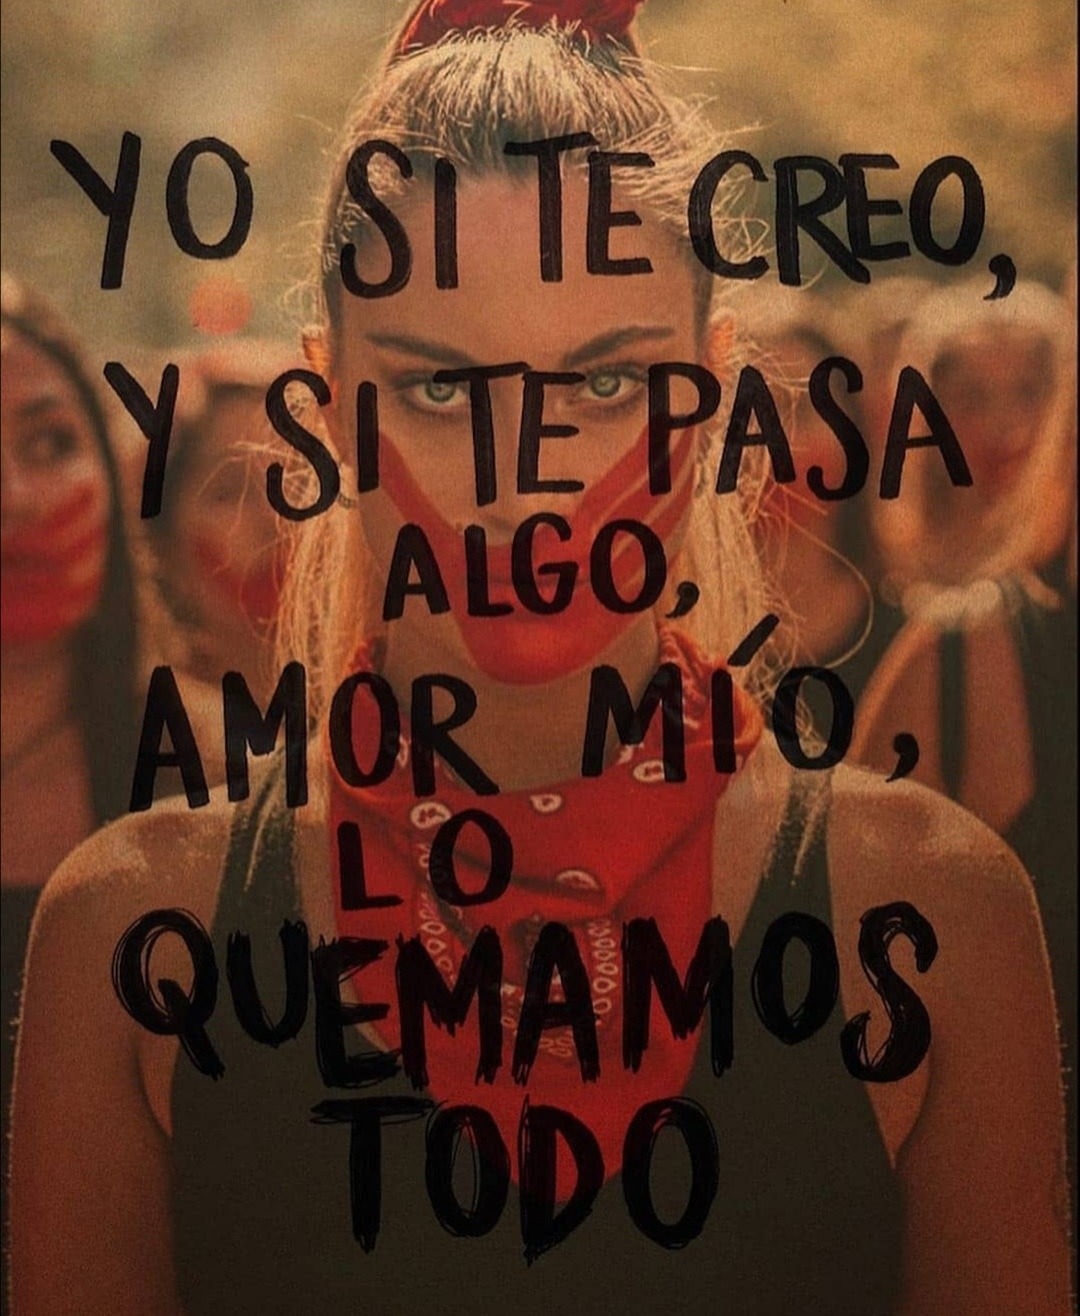 YO SI TE CREO,
Y SI TE PASA
ALGO,
AMOR MÍO,
LO
QUEMAMOS
TODO